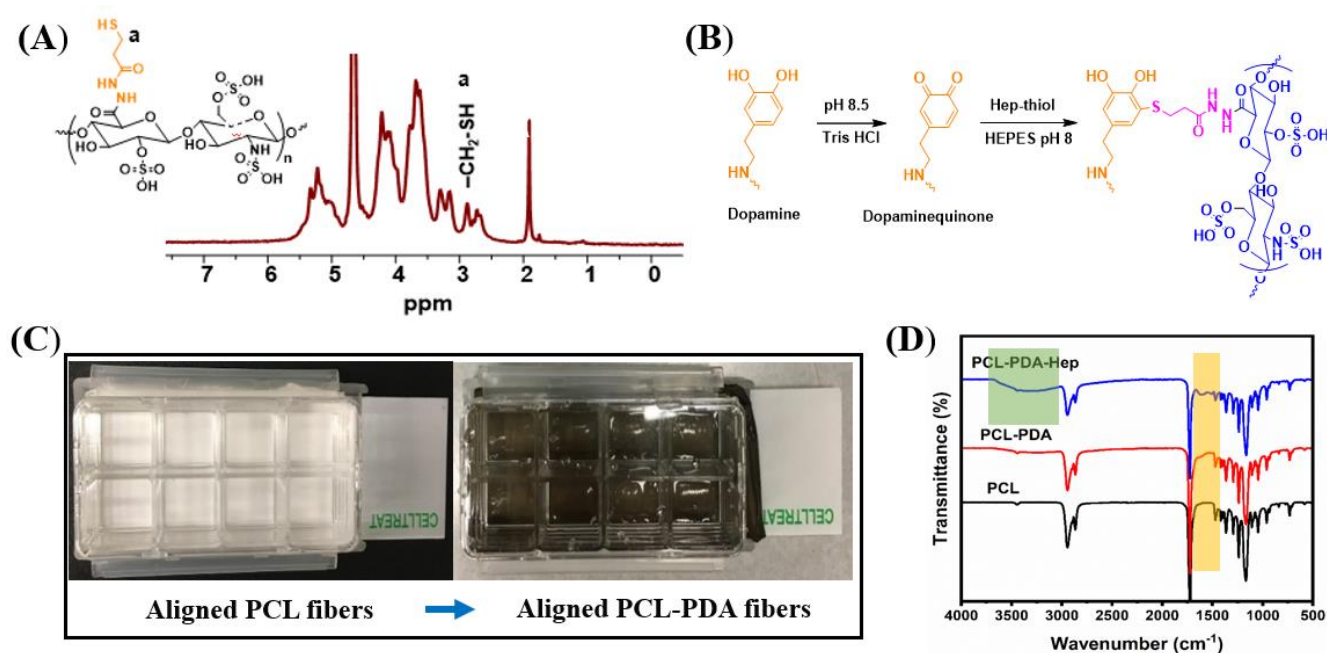 (A)
HS
a
NH
O
HN
O
O
OH
S
O
O
HO
O
O
O
O
O
O
O
HO
NH
n
O=S=O
OH
O=S=O
OH
a
–CH₂-SH
7 6 5 4 3 2 1 0
ppm
(B)
HO OH
HN
Dopamine
pH 8.5
Tris HCl
O O
HN
Dopaminequinone
Hep-thiol
HEPES pH 8
HO OH
S
O
H
N
N
H
O
HN
OH
O
O
O
S
O
OH
O
HO
O
O
O
S
O
HO
O
HN
S
O
O
OH
O
(C)
CELLTREAT
CELLTREAT
Aligned PCL fibers
Aligned PCL-PDA fibers
(D)
PCL-PDA-Hep
PCL-PDA
PCL
Transmittance (%)
4000 3500 3000 2500 2000 1500 1000 500
Wavenumber (cm⁻¹)